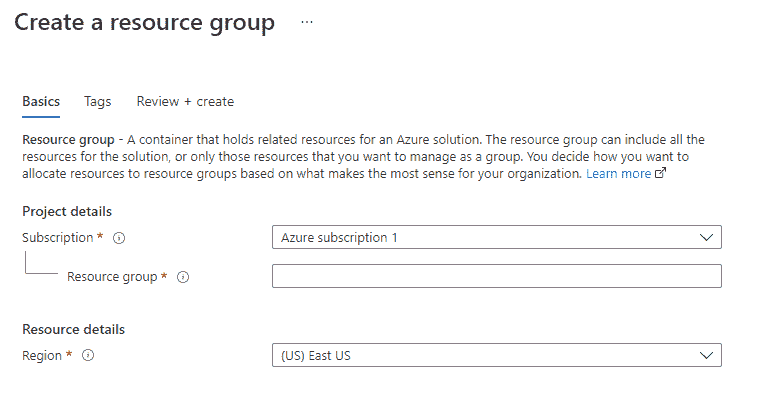 Create a resource group ...
Basics Tags Review + create
Resource group - A container that holds related resources for an Azure solution. The resource group can include all the
resources for the solution, or only those resources that you want to manage as a group. You decide how you want to
allocate resources to resource groups based on what makes the most sense for your organization. Learn more
Project details
Subscription * Azure subscription 1
Resource group *
Resource details
Region * (US) East US